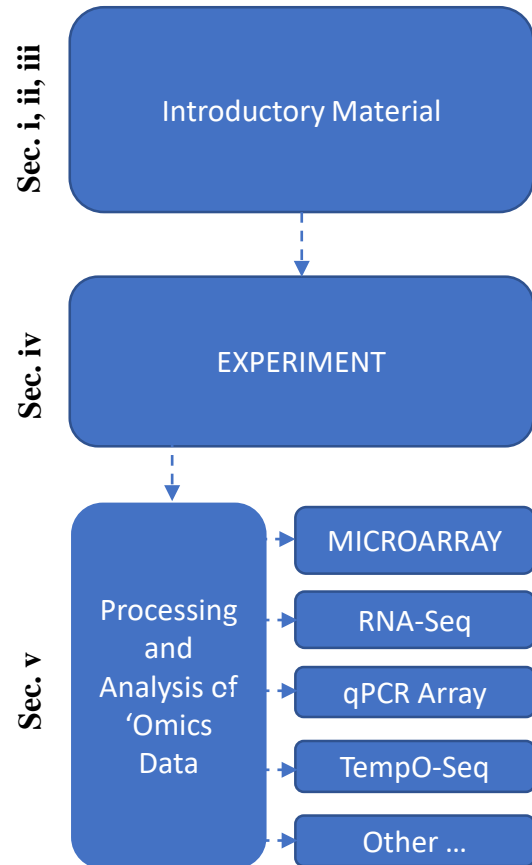 Sec. i, ii, iii
Introductory Material
Sec. iv
EXPERIMENT
Sec. v
Processing
and
Analysis of
‘Omics
Data
MICROARRAY
RNA-Seq
qPCR Array
TempO-Seq
Other ...